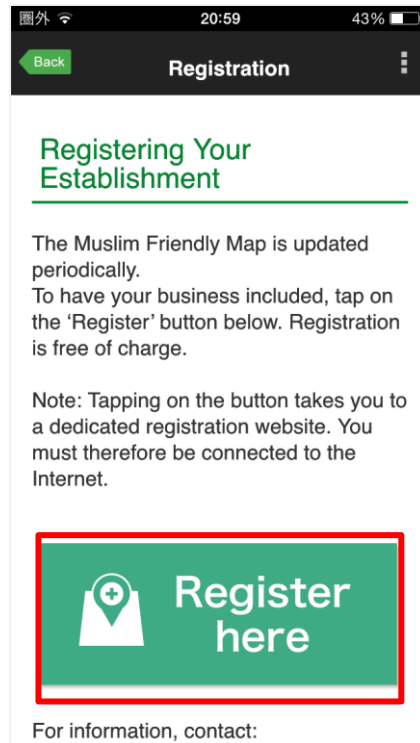 圏外 20:59 43%
Back
Registration
Registering Your
Establishment
The Muslim Friendly Map is updated
periodically.
To have your business included, tap on
the ‘Register’ button below. Registration
is free of charge.
Note: Tapping on the button takes you to
a dedicated registration website. You
must therefore be connected to the
Internet.
Register
here
For information, contact: